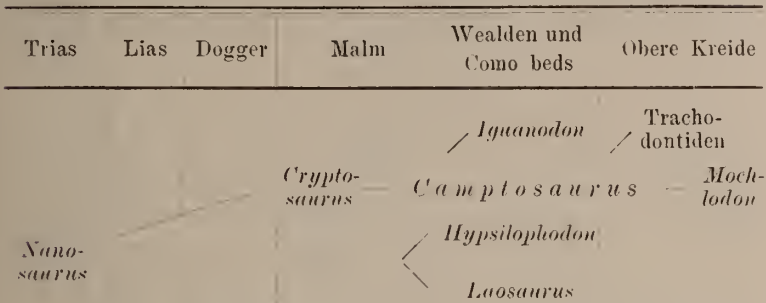 Wealden und
Trias Lias Dogger Malm Como beds Obere Kreide
Iguanodon Tracho-
dontiden
Crypto-
saurus Camptosaurus Moch-
lodon
Hypsilophodon
Nano-
saurus
Laosaurus